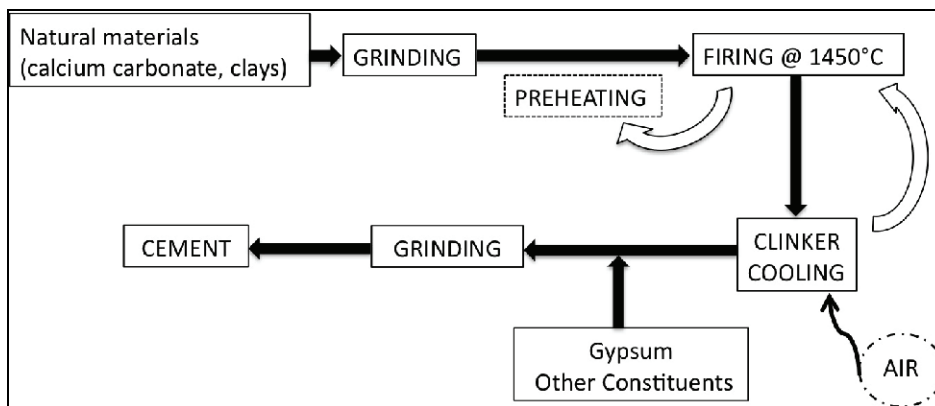 Natural materials
(calcium carbonate, clays)
GRINDING
FIRING @ 1450°C
PREHEATING
CEMENT
GRINDING
CLINKER
COOLING
Gypsum
Other Constituents
AIR